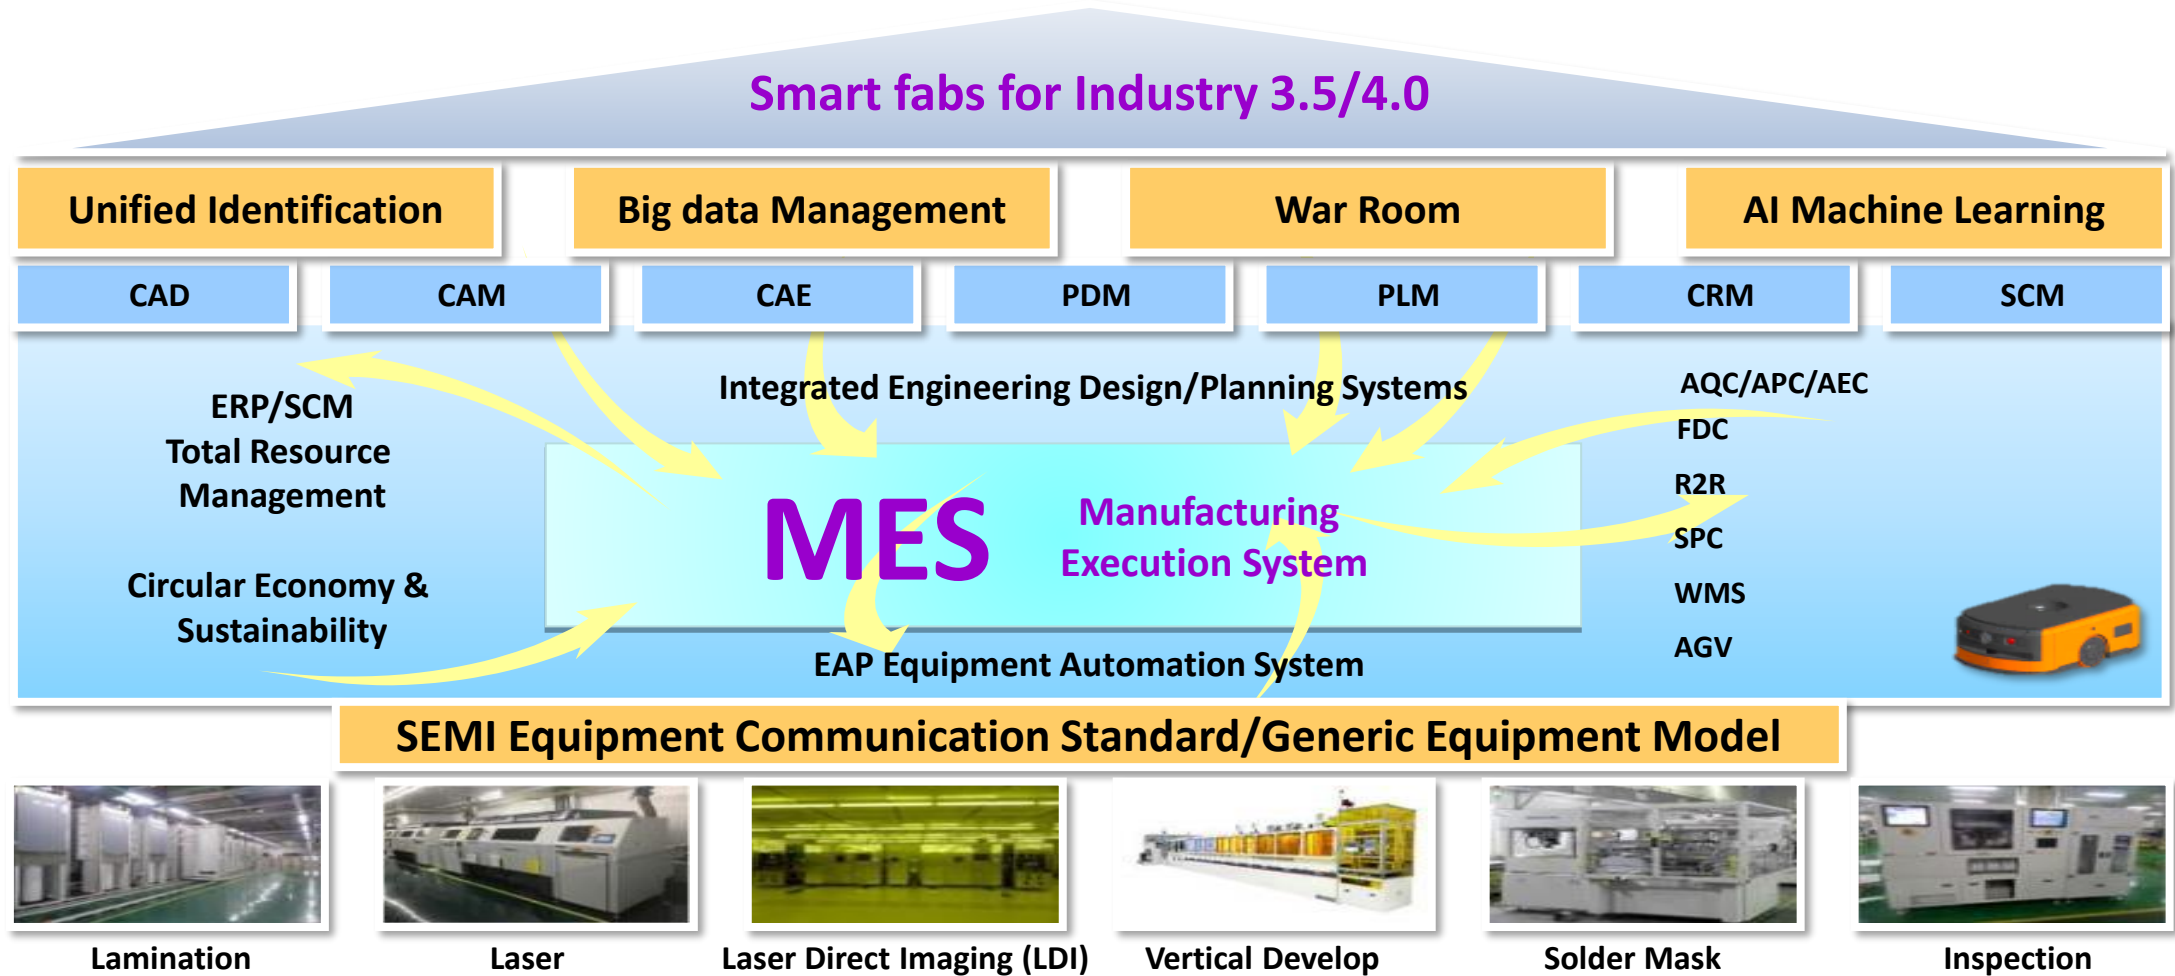 Smart fabs for Industry 3.5/4.0
Unified Identification
Big data Management
War Room
AI Machine Learning
CAD
CAM
CAE
PDM
PLM
CRM
SCM
ERP/SCM
Total Resource
Management
Circular Economy &
Sustainability
Integrated Engineering Design/Planning Systems
MES
Manufacturing
Execution System
EAP Equipment Automation System
AQC/APC/AEC
FDC
R2R
SPC
WMS
AGV
SEMI Equipment Communication Standard/Generic Equipment Model
Lamination
Laser
Laser Direct Imaging (LDI)
Vertical Develop
Solder Mask
Inspection